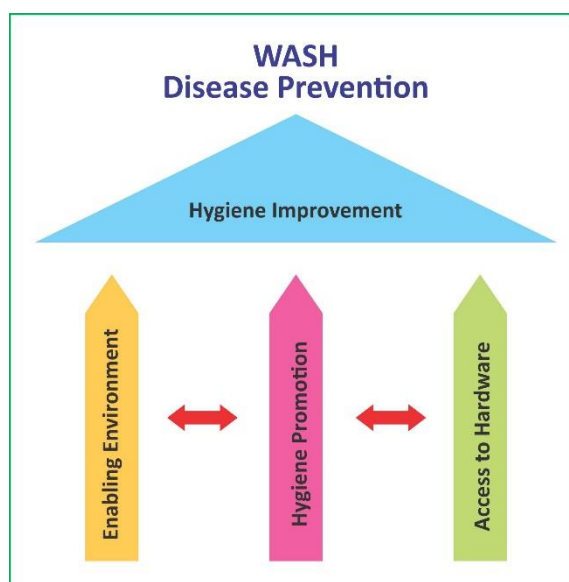 WASH
Disease Prevention
Hygiene Improvement
Enabling Environment
Hygiene Promotion
Access to Hardware